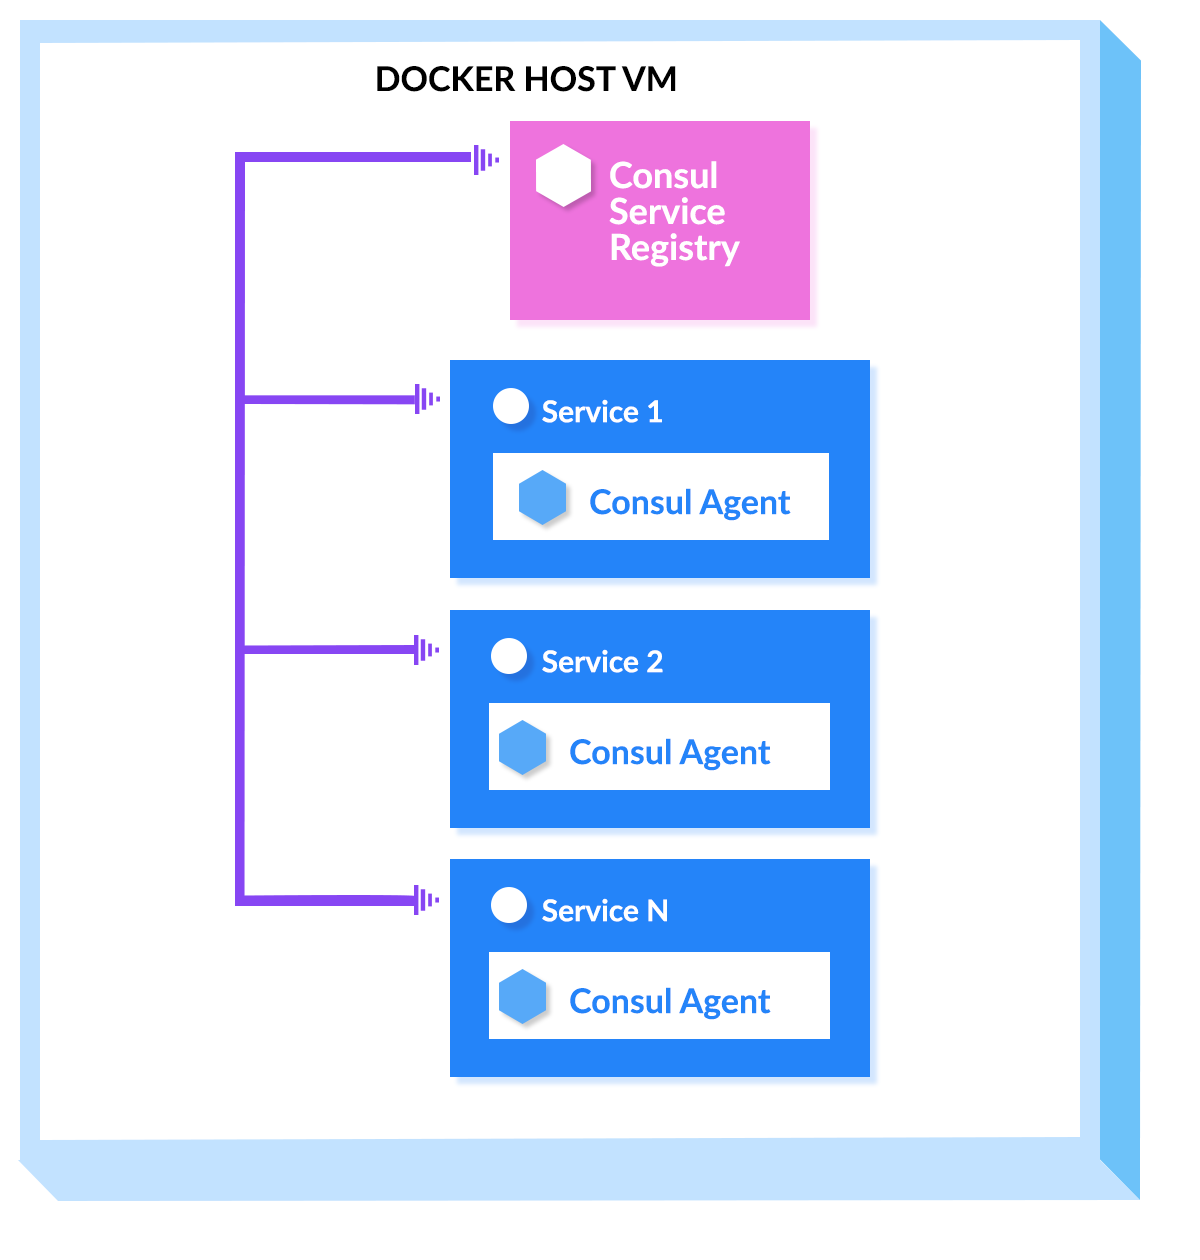 DOCKER HOST VM
Consul
Service
Registry
Service 1
Consul Agent
Service 2
Consul Agent
Service N
Consul Agent